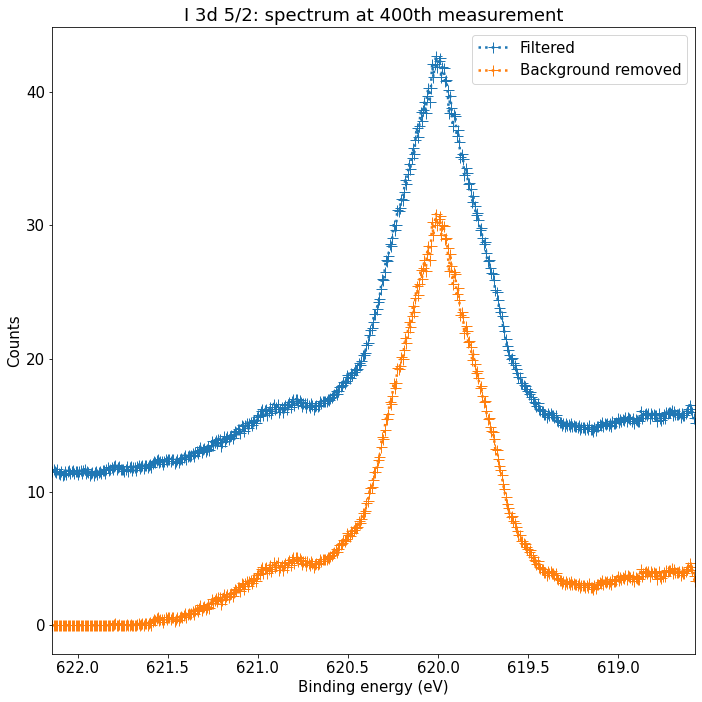 I 3d 5/2: spectrum at 400th measurement
Filtered
Background removed
Counts
40
30
20
10
0
622.0 621.5 621.0 620.5 620.0 619.5 619.0
Binding energy (eV)